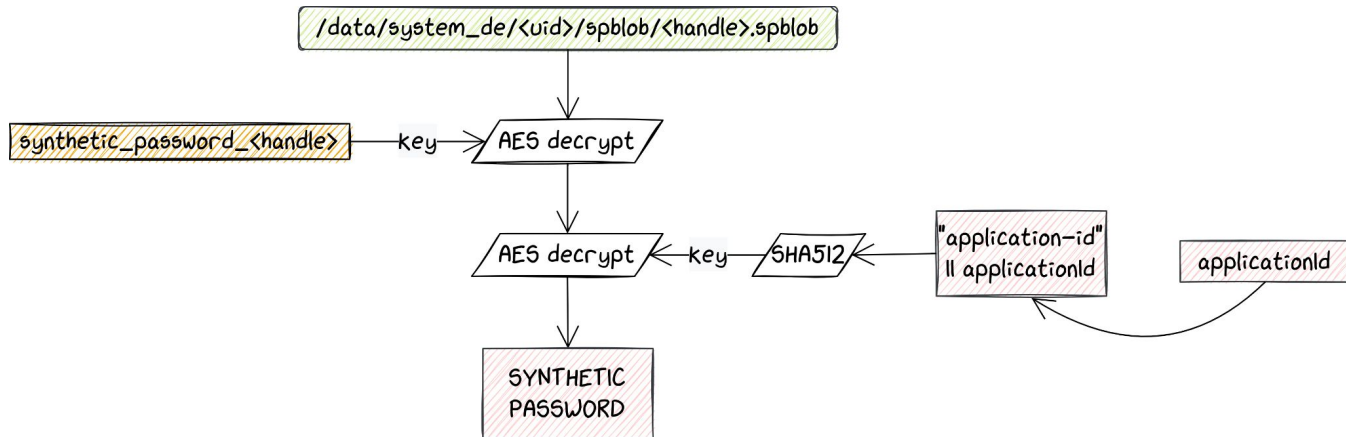 /data/system_de/<uid>/spblob/<handle>.spblob
synthetic_password_<handle>
key
AES decrypt
AES decrypt
key
SHA512
"application-id"
|| applicationId
applicationId
SYNTHETIC
PASSWORD